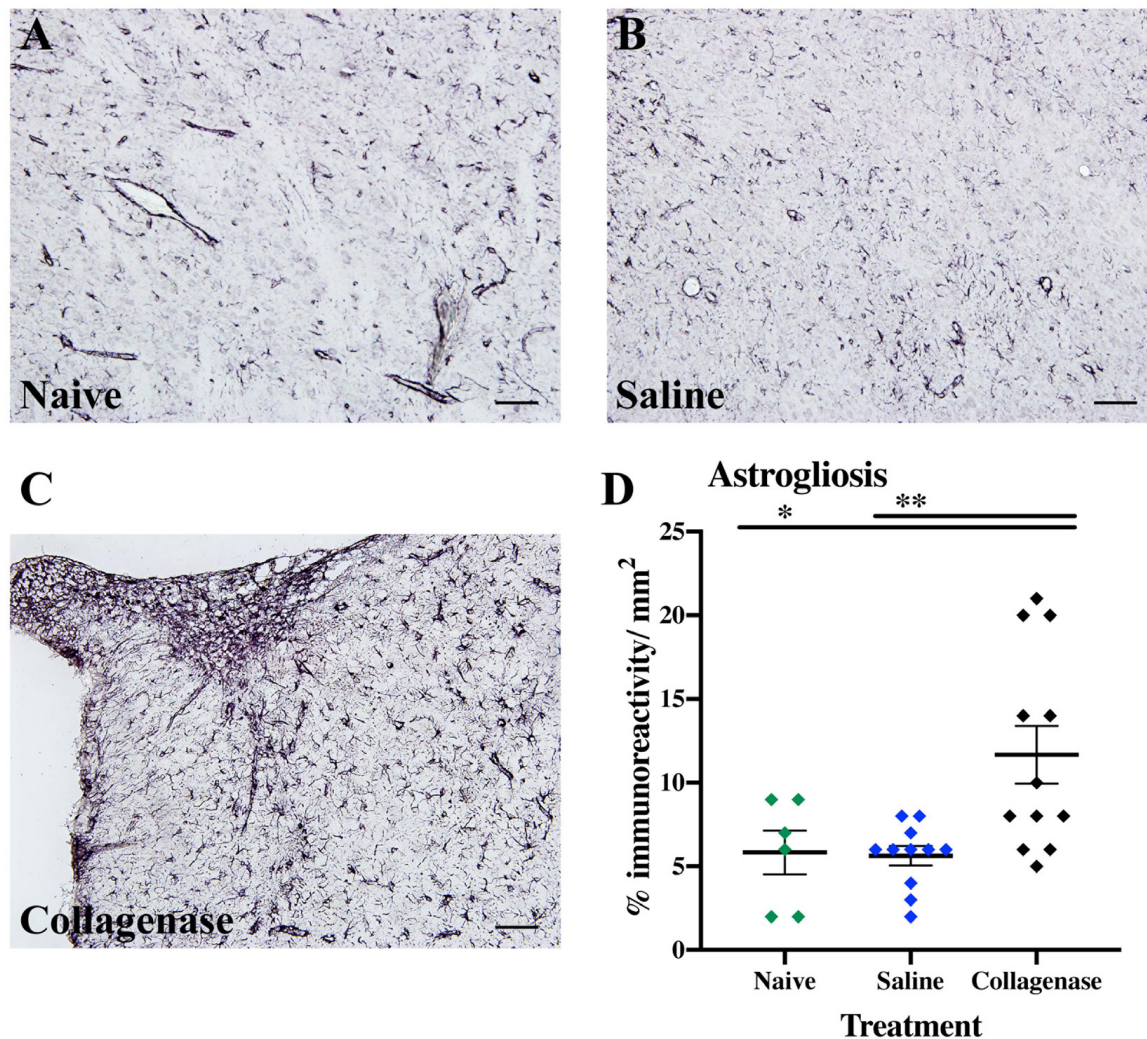 A
B
Naive
Saline
C
D
Astrogliosis
*
**
25
20
15
10
5
0
% immunoreactivity/ mm²
Collagenase
Naive
Saline
Collagenase
Treatment